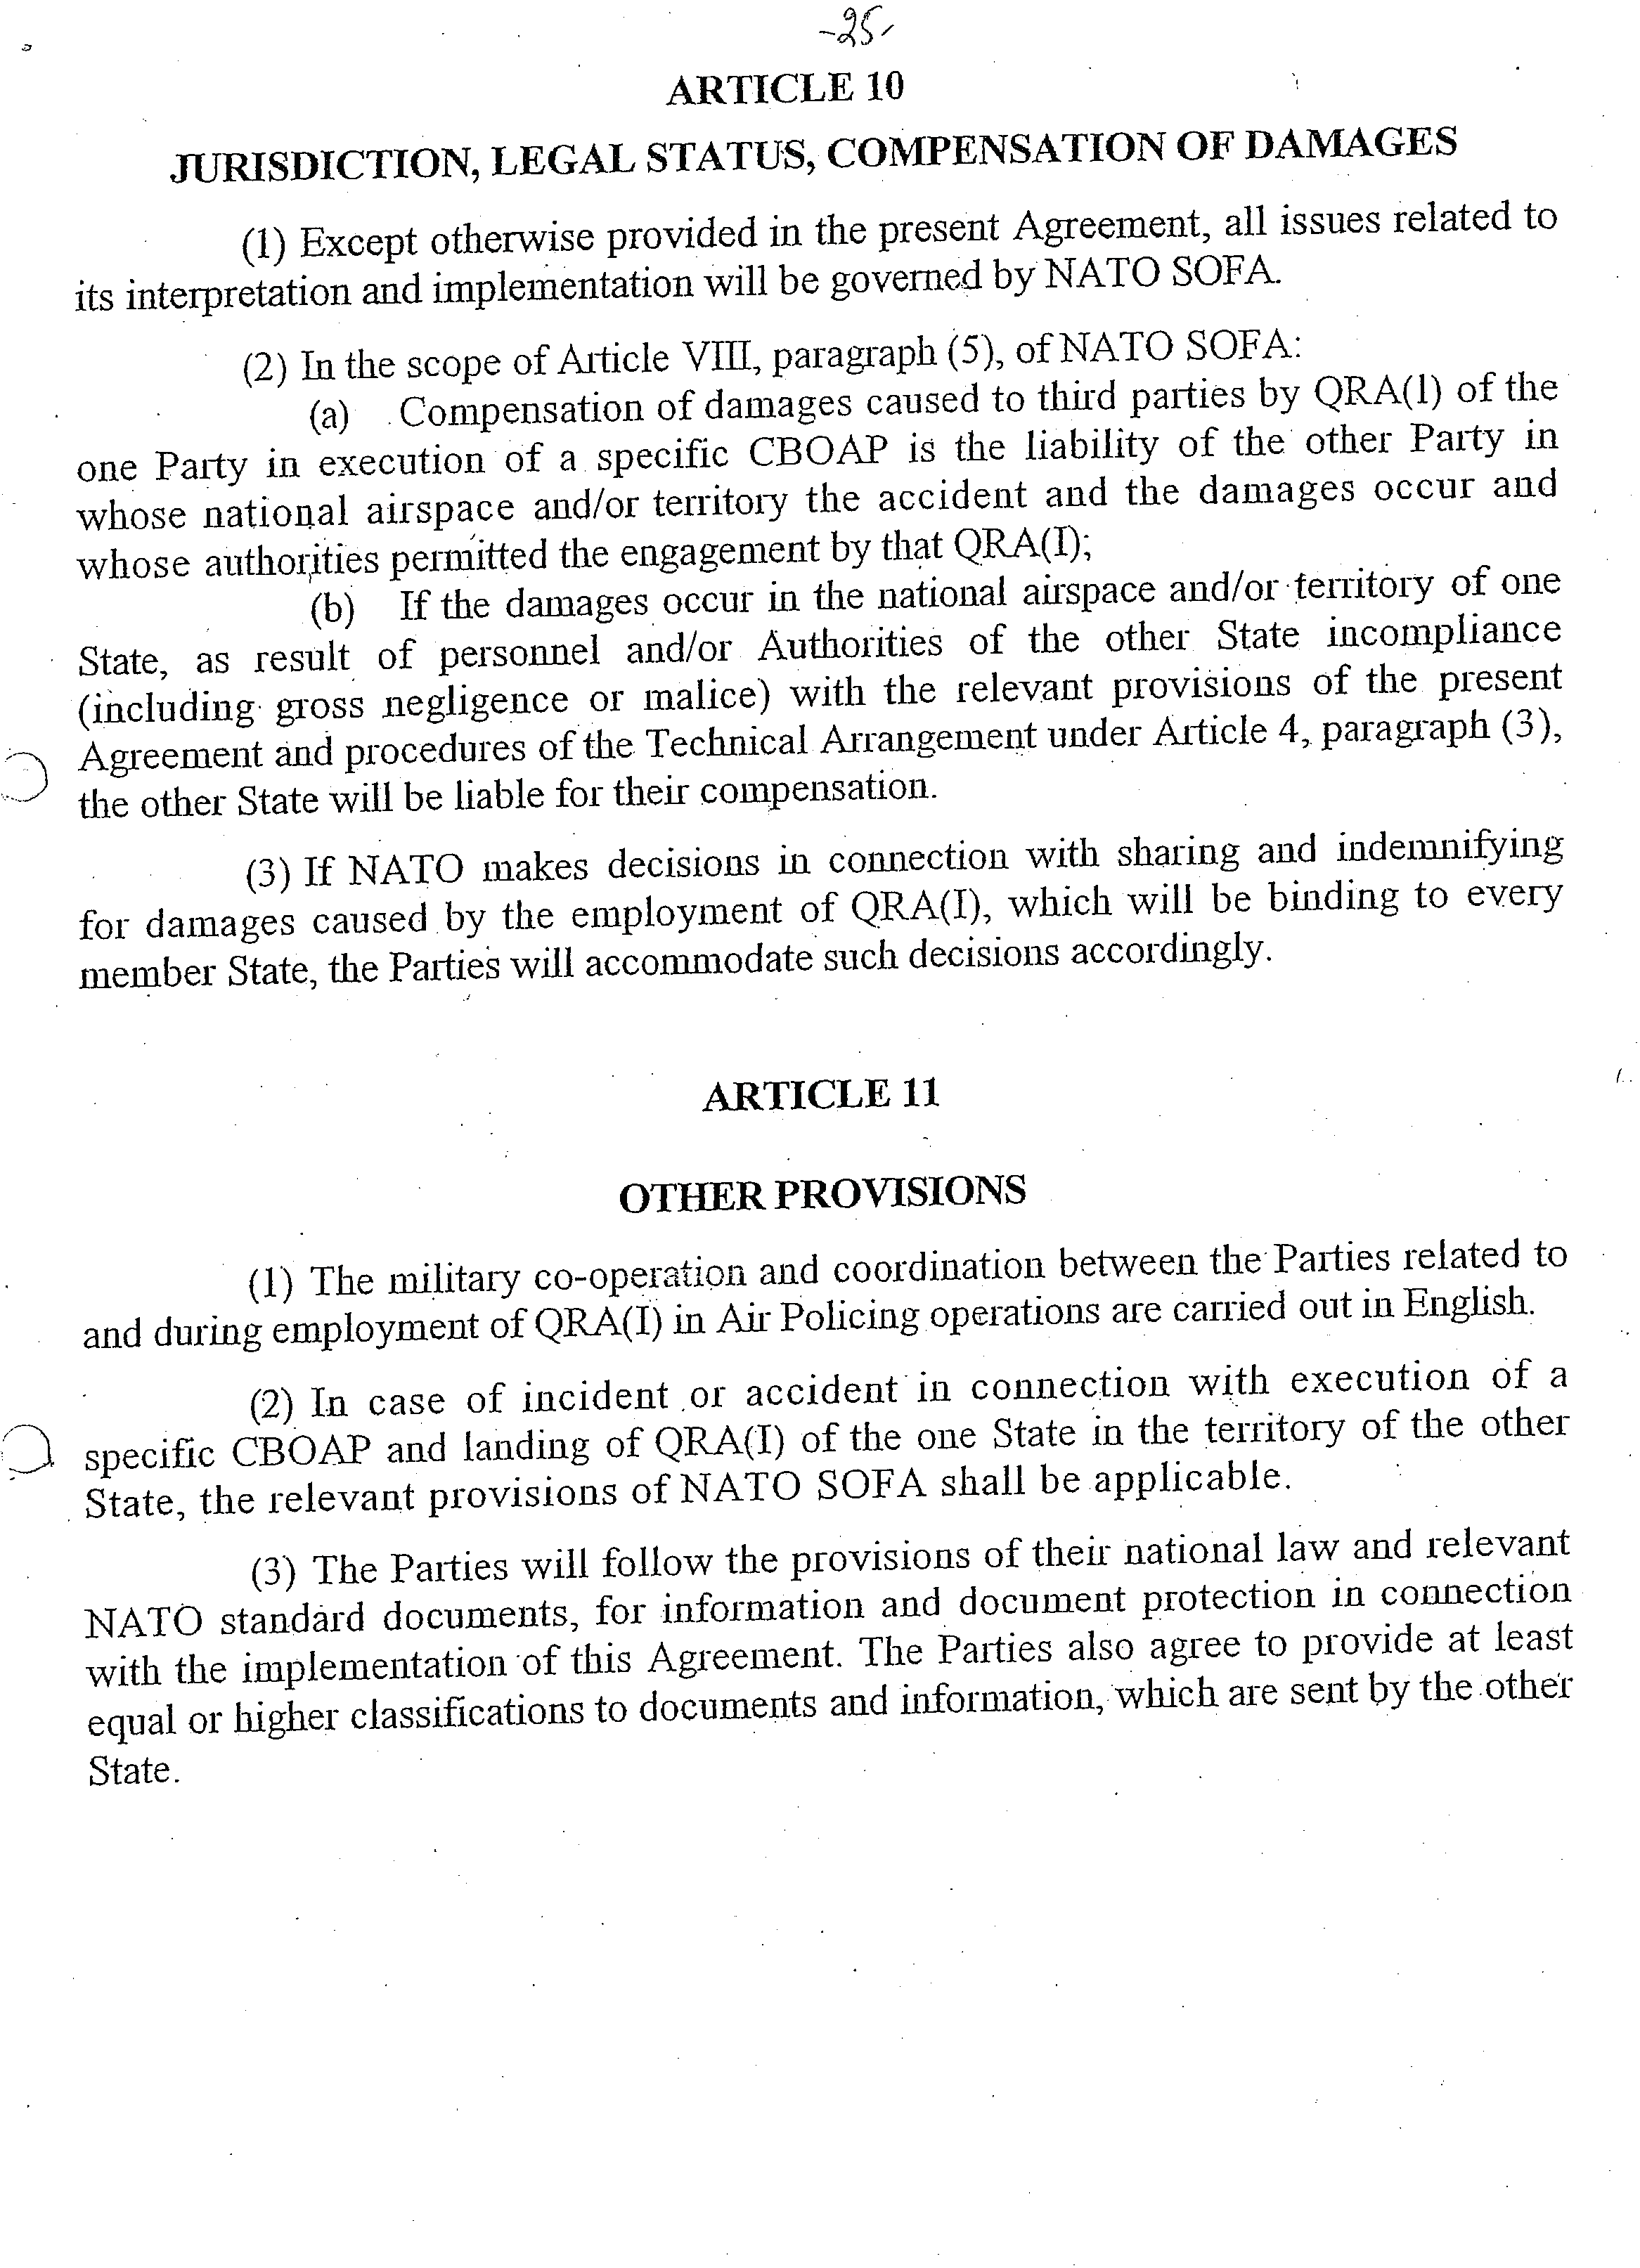 -25-
ARTICLE 10
JURISDICTION, LEGAL STATUS, COMPENSATION OF DAMAGES
(1) Except otherwise provided in the present Agreement, all issues related to
its interpretation and implementation will be governed by NATO SOFA.
(2) In the scope of Article VIII, paragraph (5), of NATO SOFA:
(a) Compensation of damages caused to third parties by QRA(l) of the
one Party in execution of a specific CBOAP is the liability of the other Party in
whose national airspace and/or territory the accident and the damages occur and
whose authorities permitted the engagement by that QRA(I);
(b) If the damages occur in the national airspace and/or territory of one
State, as result of personnel and/or Authorities of the other State incompliance
(including gross negligence or malice) with the relevant provisions of the present
Agreement and procedures of the Technical Arrangement under Article 4, paragraph (3),
the other State will be liable for their compensation.
(3) If NATO makes decisions in connection with sharing and indemnifying
for damages caused by the employment of QRA(I), which will be binding to every
member State, the Parties will accommodate such decisions accordingly.
ARTICLE 11
OTHER PROVISIONS
(1) The military co-operation and coordination between the Parties related to
and during employment of QRA(I) in Air Policing operations are carried out in English.
(2) In case of incident or accident in connection with execution of a
specific CBOAP and landing of QRA(I) of the one State in the territory of the other
State, the relevant provisions of NATO SOFA shall be applicable.
(3) The Parties will follow the provisions of their national law and relevant
NATO standard documents, for information and document protection in connection
with the implementation of this Agreement. The Parties also agree to provide at least
equal or higher classifications to documents and information, which are sent by the other
State.